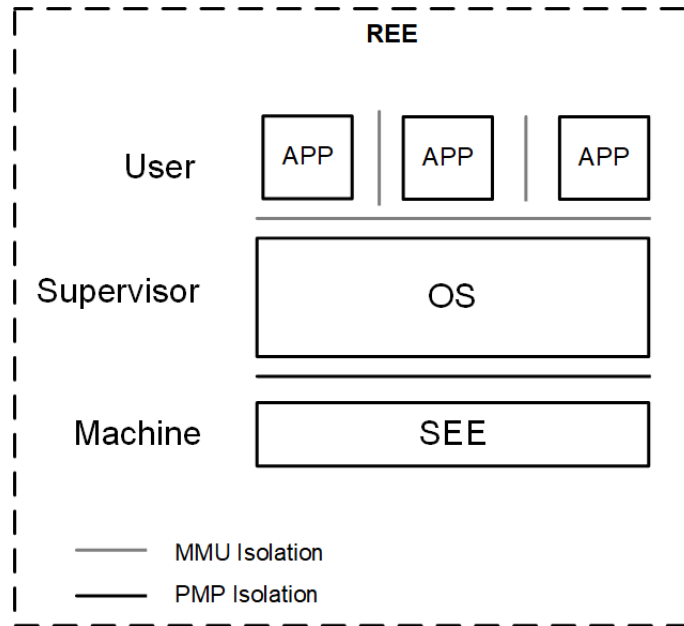 REE
User
APP
APP
APP
Supervisor
OS
Machine
SEE
MMU Isolation
PMP Isolation